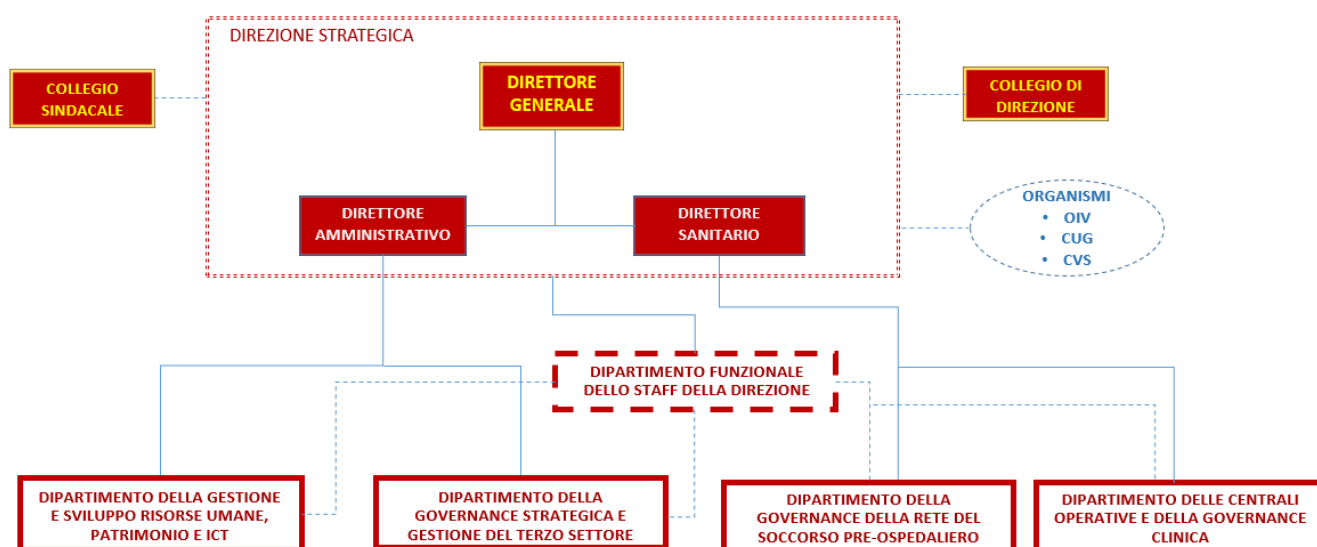 DIREZIONE STRATEGICA
COLLEGIO
SINDACALE
DIRETTORE
GENERALE
COLLEGIO DI
DIREZIONE
DIRETTORE
AMMINISTRATIVO
DIRETTORE
SANITARIO
ORGANISMI
• OIV
• CUG
• CVS
DIPARTIMENTO FUNZIONALE
DELLO STAFF DELLA DIREZIONE
DIPARTIMENTO DELLA GESTIONE
E SVILUPPO RISORSE UMANE,
PATRIMONIO E ICT
DIPARTIMENTO DELLA
GOVERNANCE STRATEGICA E
GESTIONE DEL TERZO SETTORE
DIPARTIMENTO DELLA
GOVERNANCE DELLA RETE DEL
SOCCORSO PRE-OSPEDALIERO
DIPARTIMENTO DELLE CENTRALI
OPERATIVE E DELLA GOVERNANCE
CLINICA